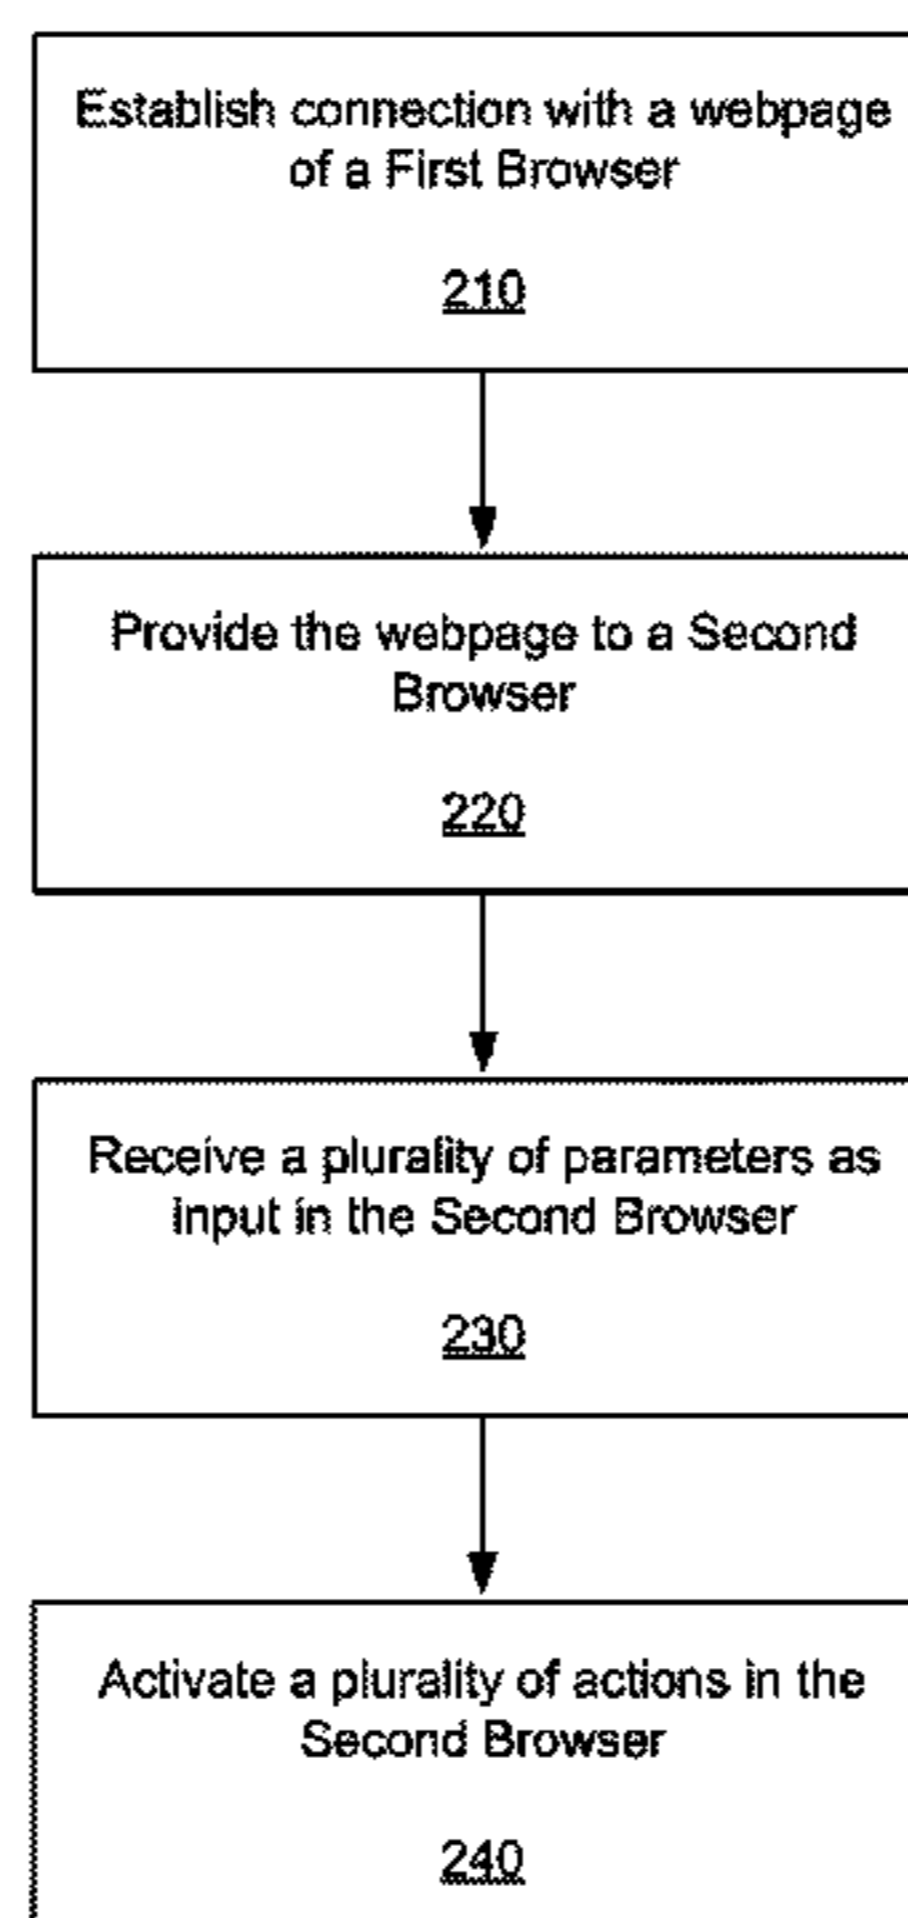 Establish connection with a webpage
of a First Browser
210
Provide the webpage to a Second
Browser
220
Receive a plurality of parameters as
input in the Second Browser
230
Activate a plurality of actions in the
Second Browser
240